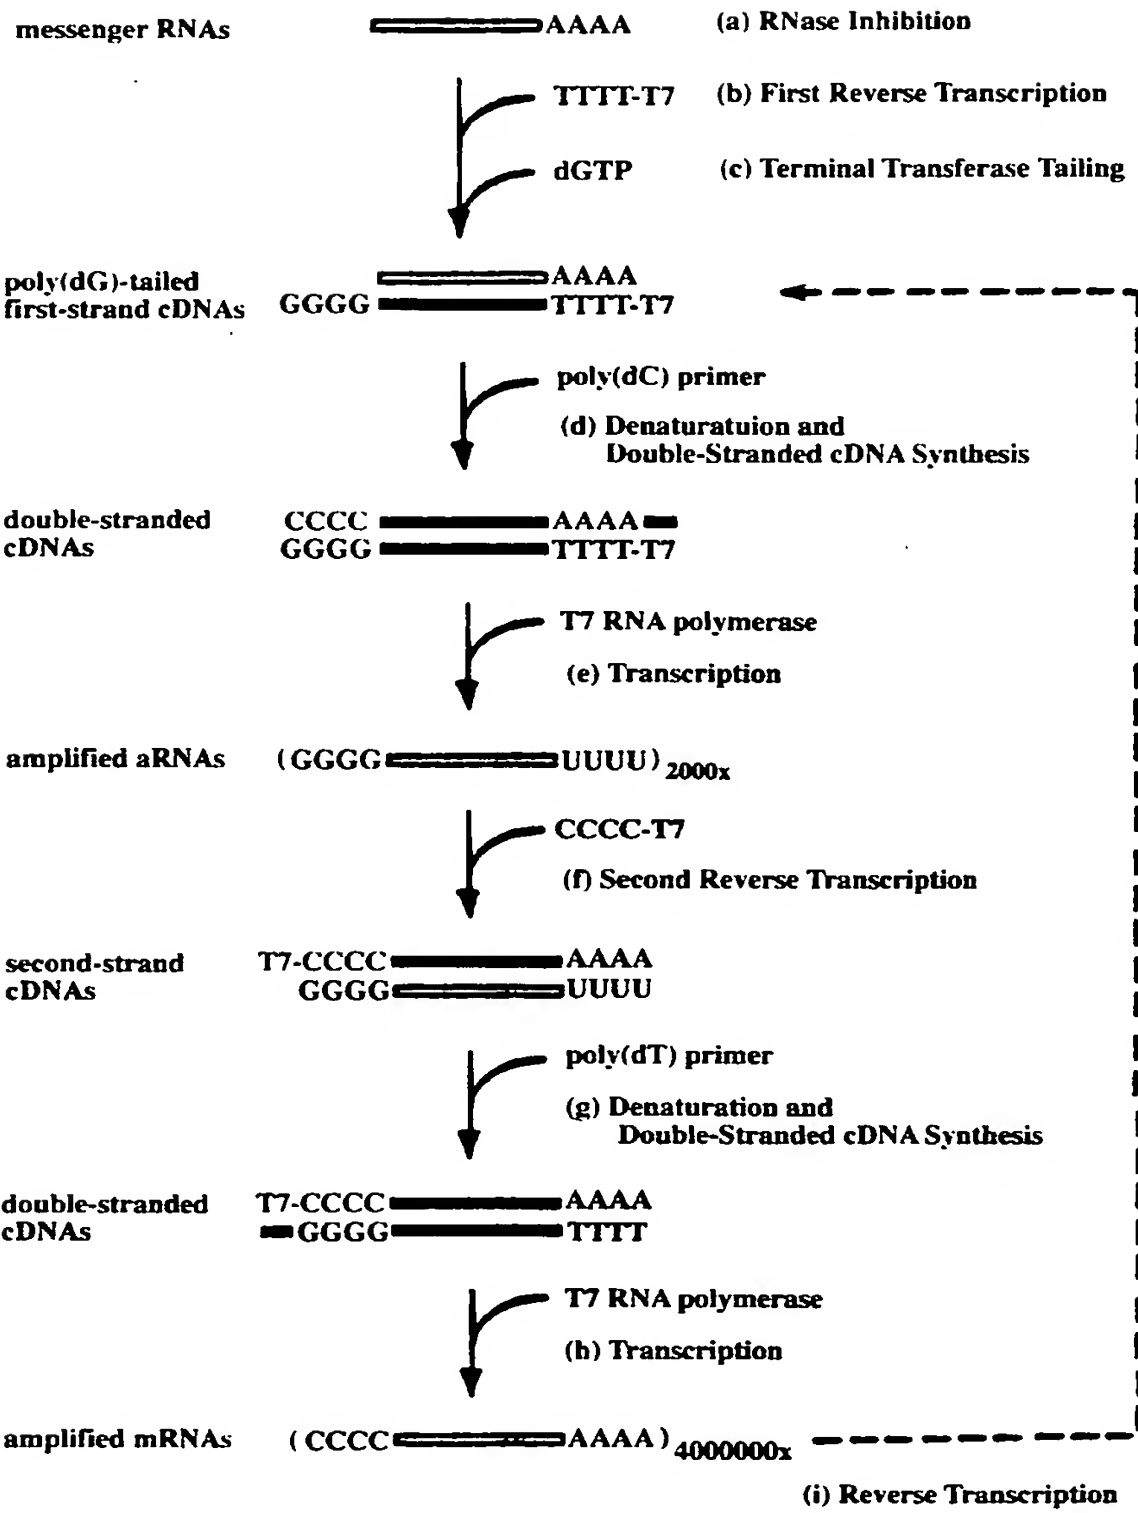 messenger RNAs AAAA (a) RNase Inhibition
TTTT-T7 (b) First Reverse Transcription
dGTP (c) Terminal Transferase Tailing
poly(dG)-tailed AAAA
first-strand cDNAs GGGG TTTT-T7
poly(dC) primer
(d) Denaturatuion and
Double-Stranded cDNA Synthesis
double-stranded CCCC AAAA
cDNAs GGGG TTTT-T7
T7 RNA polymerase
(e) Transcription
amplified aRNAs (GGGG UUUU) 2000x
CCCC-T7
(f) Second Reverse Transcription
second-strand T7-CCCC AAAA
cDNAs GGGG UUUU
poly(dT) primer
(g) Denaturation and
Double-Stranded cDNA Synthesis
double-stranded T7-CCCC AAAA
cDNAs GGGG TTTT
T7 RNA polymerase
(h) Transcription
amplified mRNAs (CCCC AAAA) 4000000x
(i) Reverse Transcription